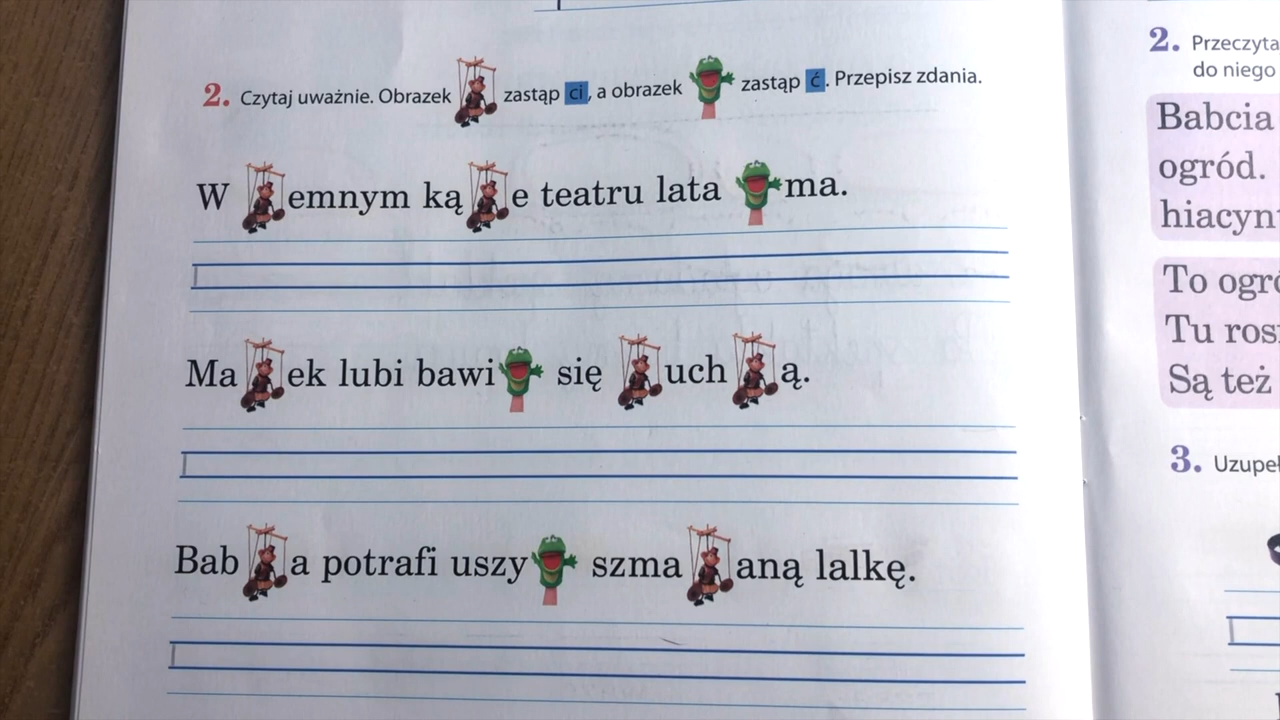 2. Czytaj uważnie. Obrazek zastąp ci, a obrazek zastąp ć. Przepisz zdania.
W emnym ką e teatru lata ma.
Ma ek lubi bawi się uch ą.
Bab a potrafi uszy szma aną lalkę.
2. Przeczyta
do niego
Babcia
ogród.
hiacyn
To ogr
Tu ros
Są też
3. Uzupeł